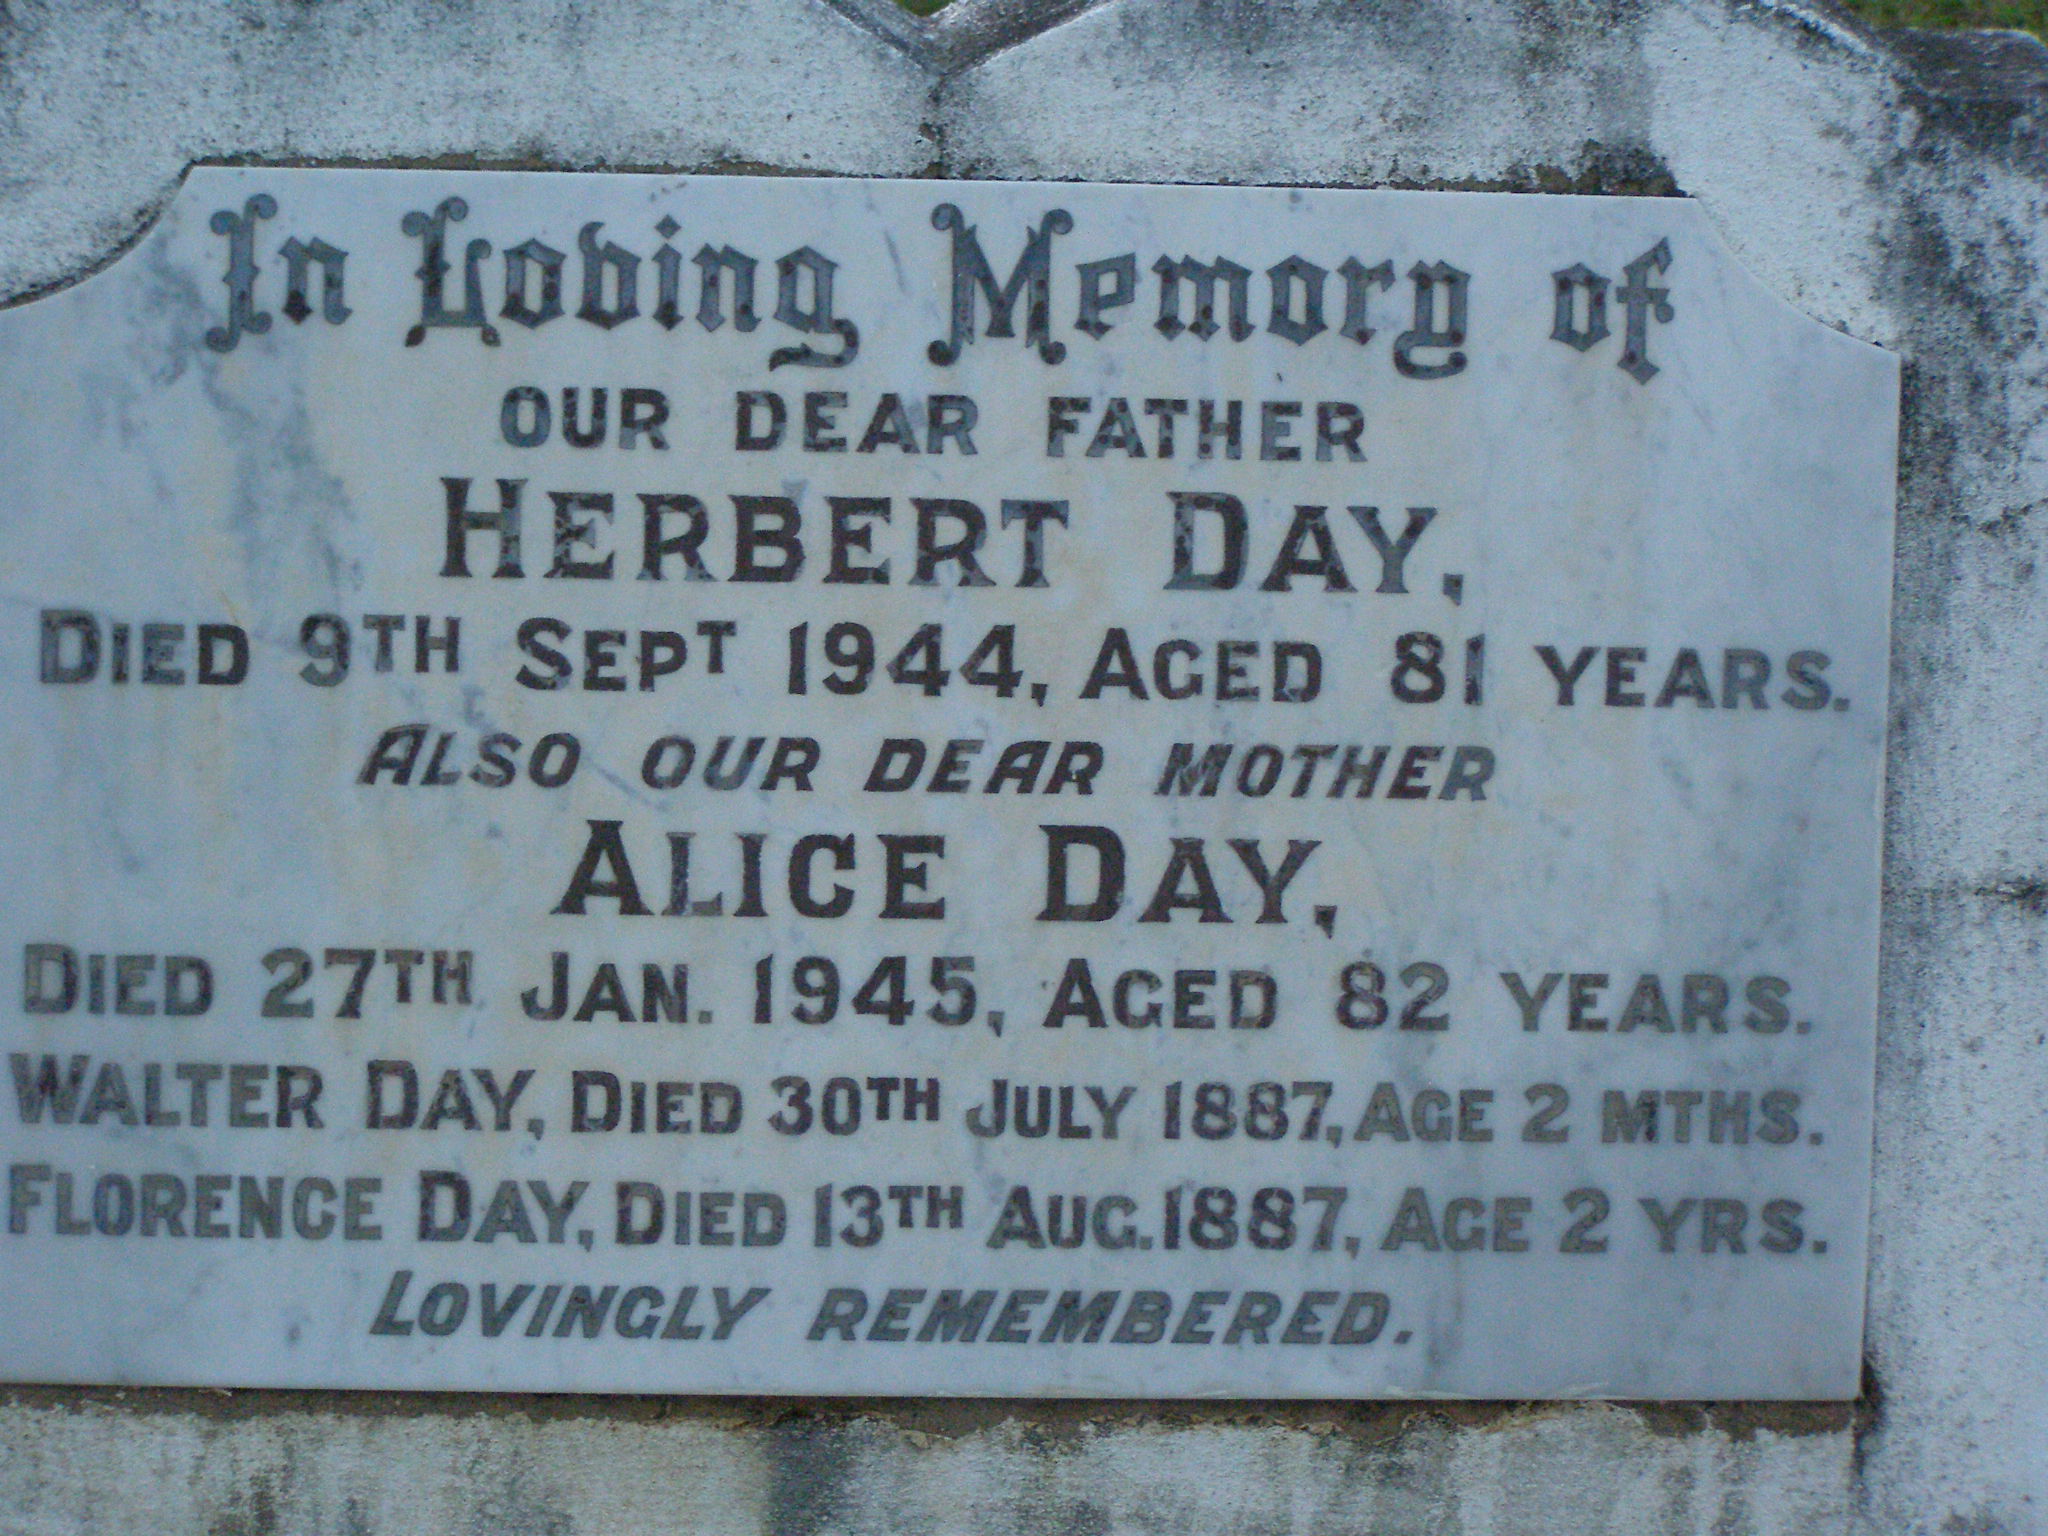 In Loving Memory of
OUR DEAR FATHER
HERBERT DAY,
DIED 9TH SEPT 1944, AGED 81 YEARS.
ALSO OUR DEAR MOTHER
ALICE DAY,
DIED 27TH JAN. 1945, AGED 82 YEARS.
WALTER DAY, DIED 30TH JULY 1887, AGE 2 MTHS.
FLORENCE DAY, DIED 13TH AUG. 1887, AGE 2 YRS.
LOVINGLY REMEMBERED.